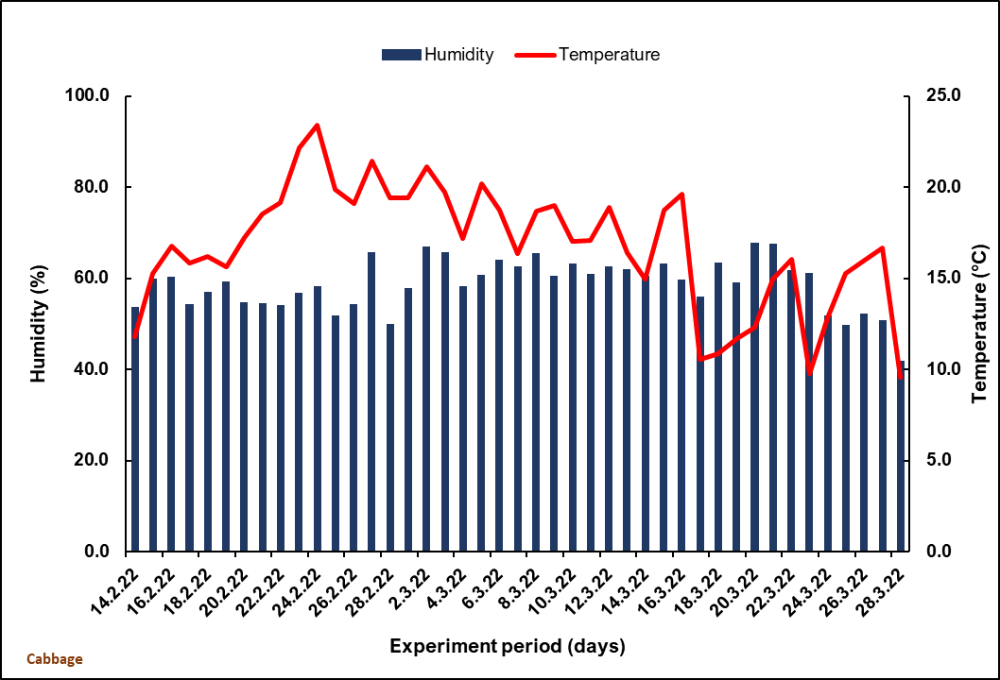 Humidity Temperature
100.0
80.0
60.0
40.0
20.0
0.0
Humidity (%)
25.0
20.0
15.0
10.0
5.0
0.0
Temperature (°C)
14.2.22 16.2.22 18.2.22 20.2.22 22.2.22 24.2.22 26.2.22 28.2.22 2.3.22 4.3.22 6.3.22 8.3.22 10.3.22 12.3.22 14.3.22 16.3.22 18.3.22 20.3.22 22.3.22 24.3.22 26.3.22 28.3.22
Experiment period (days)
Cabbage